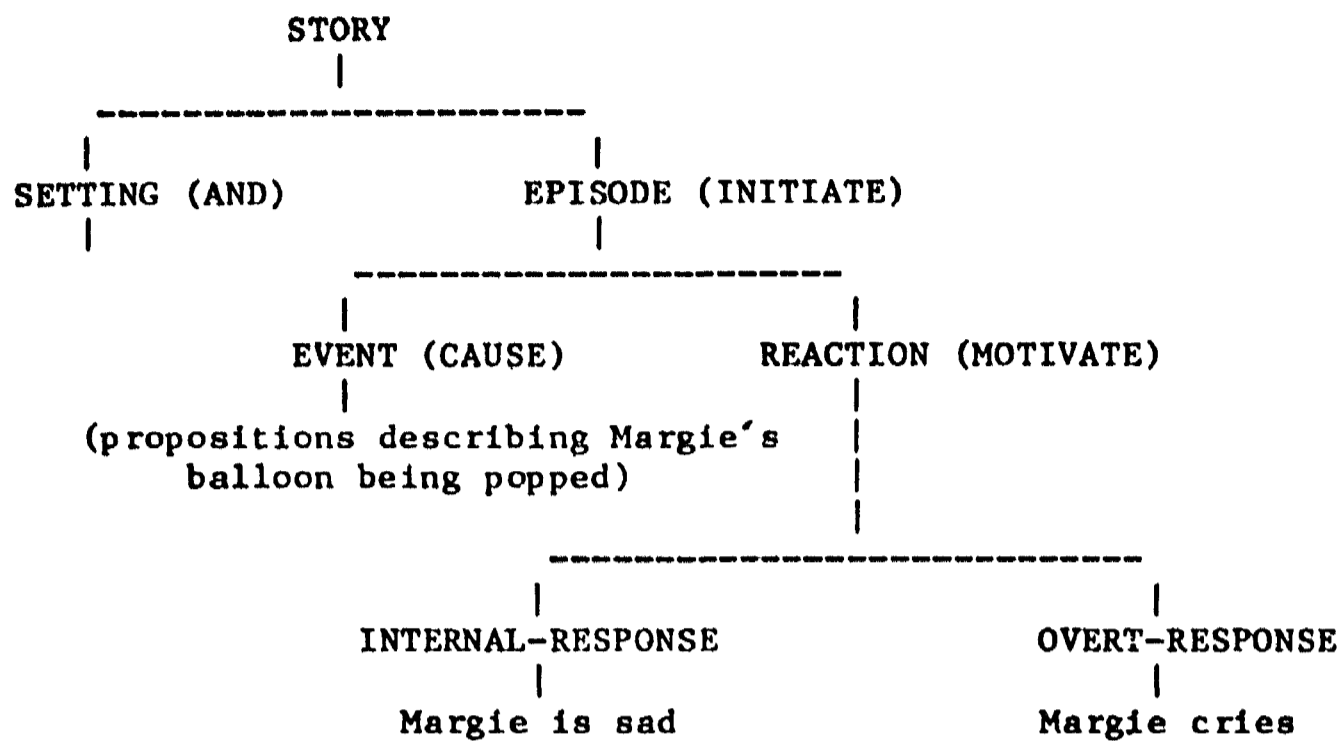 STORY
SETTING (AND) EPISODE (INITIATE)
EVENT (CAUSE) REACTION (MOTIVATE)
(propositions describing Margie's
balloon being popped)
INTERNAL-RESPONSE OVERT-RESPONSE
Margie is sad Margie cries